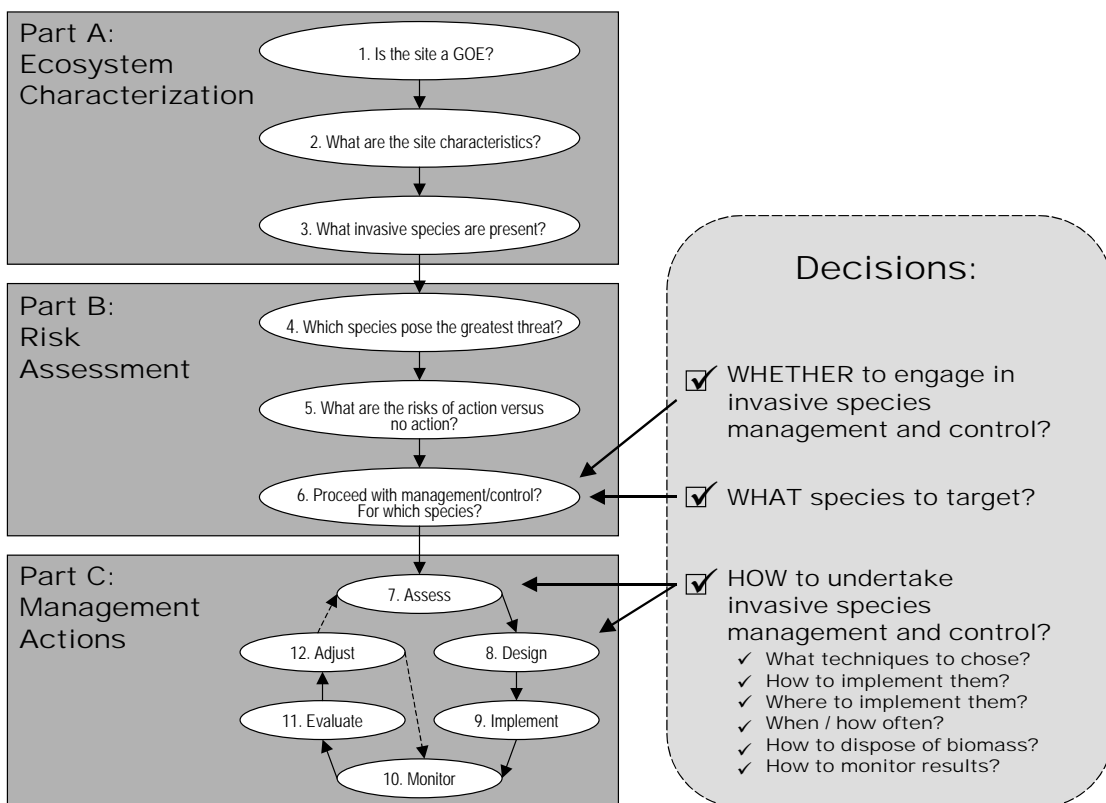 Part A:
Ecosystem
Characterization
1. Is the site a GOE?
2. What are the site characteristics?
3. What invasive species are present?
Part B:
Risk
Assessment
4. Which species pose the greatest threat?
5. What are the risks of action versus
no action?
6. Proceed with management/control?
For which species?
Part C:
Management
Actions
7. Assess
8. Design
9. Implement
10. Monitor
11. Evaluate
12. Adjust
Decisions:
WHETHER to engage in
invasive species
management and control?
WHAT species to target?
HOW to undertake
invasive species
management and control?
What techniques to chose?
How to implement them?
Where to implement them?
When / how often?
How to dispose of biomass?
How to monitor results?